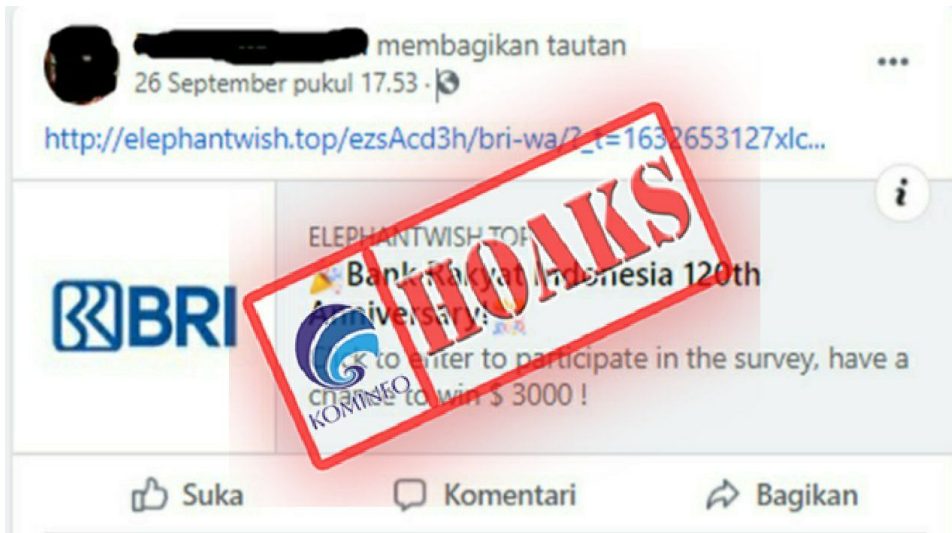 membagikan tautan
26 September pukul 17.53 ·
http://elephantwish.top/ezsAcd3h/bri-wa/?_t=1632653127xlc...
i
ELEPHANTWISH.TOP
BRI
Bank Rakyat Indonesia 120th
Anniversary!
HOAKS
KOMINFO
to enter to participate in the survey, have a
chance to win $ 3000 !
Suka
Komentari
Bagikan